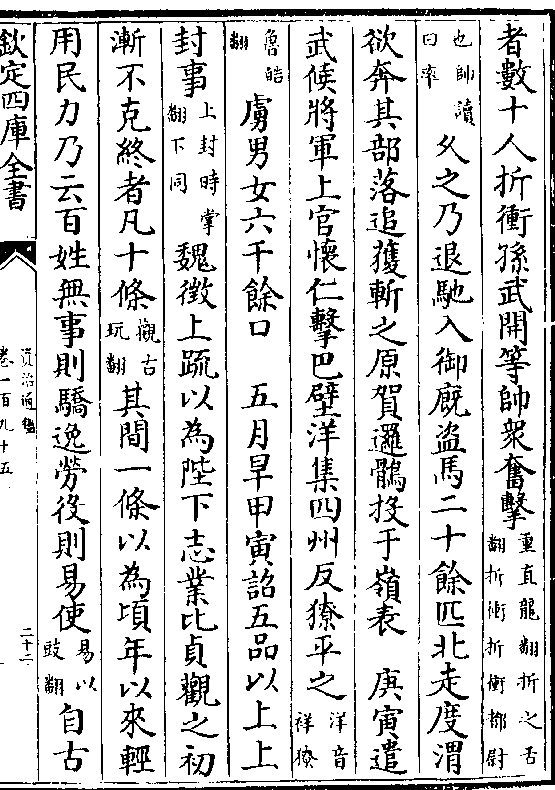 者數十人折衝孫武開等帥衆奮擊重直龍翻折之舌翻折衝折衝都尉
也帥讀曰率久之乃退馳入御廐盗馬二十餘匹北走度渭
欲奔其部落追獲斬之原賀邏鶻投于嶺表 庚寅遣
武候將軍上官懷仁擊巴壁洋集四州反獠平之洋音祥獠
魯皓翻虜男女六千餘口 五月旱甲寅詔五品以上上
封事上封時掌翻下同魏徵上疏以為陛下志業比貞觀之初
漸不克終者凡十條觀古玩翻其間一條以為頃年以來輕
用民力乃云百姓無事則驕逸勞役則易使易以豉翻自古
欽定四庫全書
資治通鑑
卷一百九十五
二十二